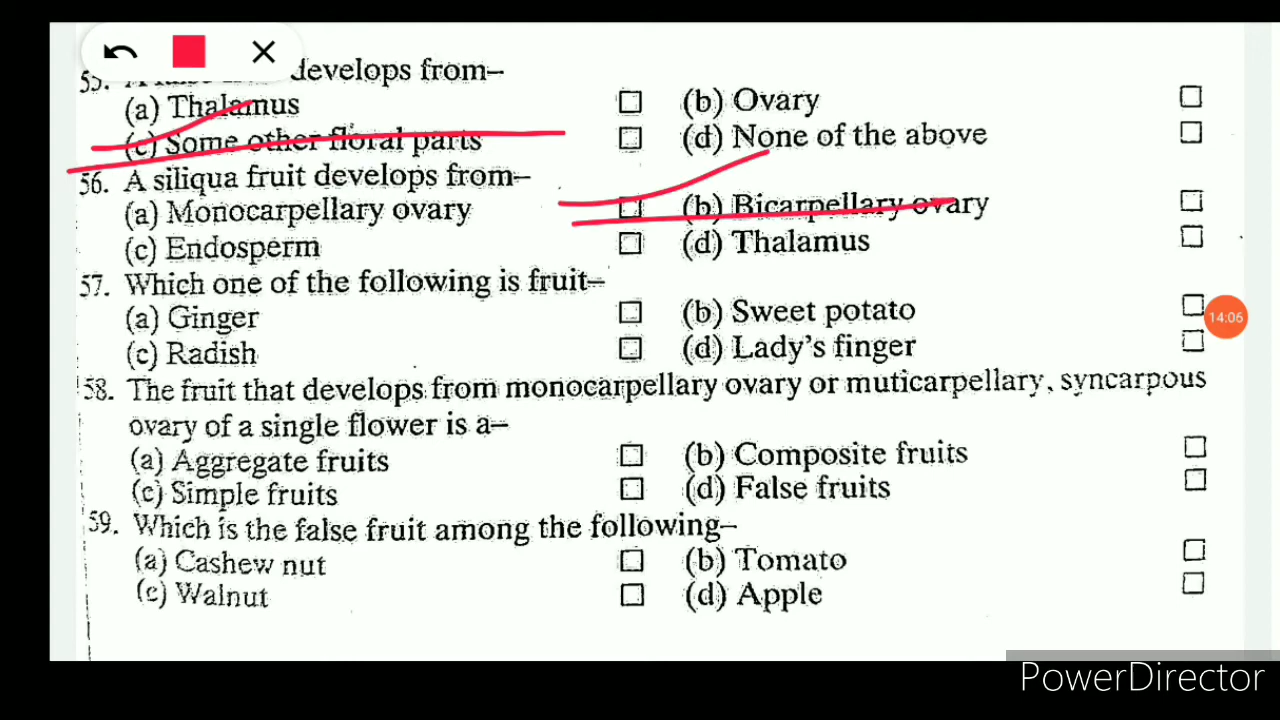 55. develops from–
(a) Thalamus (b) Ovary
(c) Some other floral parts (d) None of the above
56. A siliqua fruit develops from–
(a) Monocarpellary ovary (b) Bicarpellary ovary
(c) Endosperm (d) Thalamus
57. Which one of the following is fruit–
(a) Ginger (b) Sweet potato
14:06
(c) Radish (d) Lady's finger
58. The fruit that develops from monocarpellary ovary or muticarpellary, syncarpous
ovary of a single flower is a–
(a) Aggregate fruits (b) Composite fruits
(c) Simple fruits (d) False fruits
59. Which is the false fruit among the following–
(a) Cashew nut (b) Tomato
(c) Walnut (d) Apple
PowerDirector